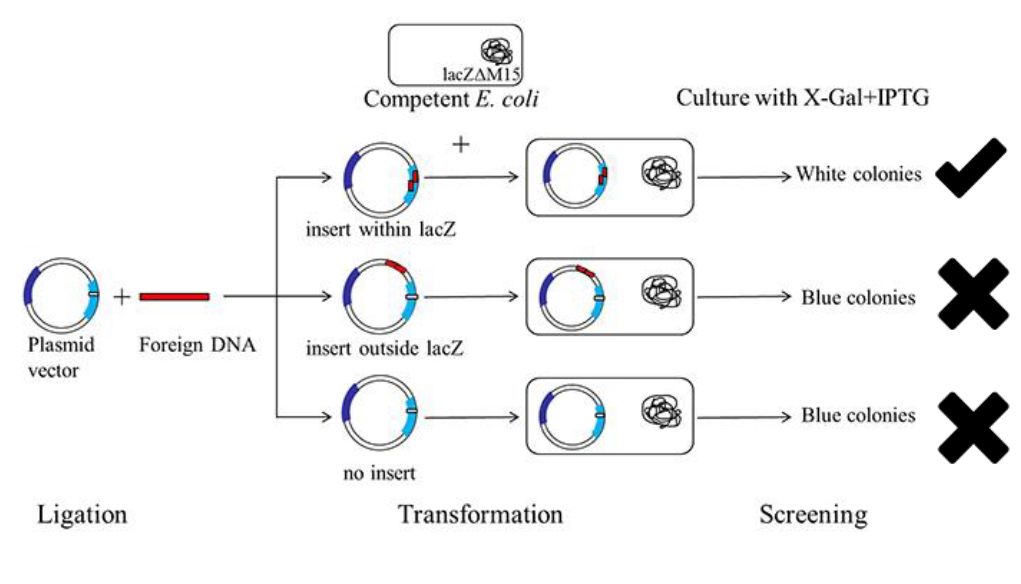 lacZΔM15
Competent E. coli
Culture with X-Gal+IPTG
+
White colonies
insert within lacZ
+
Plasmid
vector
Foreign DNA
insert outside lacZ
Blue colonies
no insert
Blue colonies
Ligation
Transformation
Screening